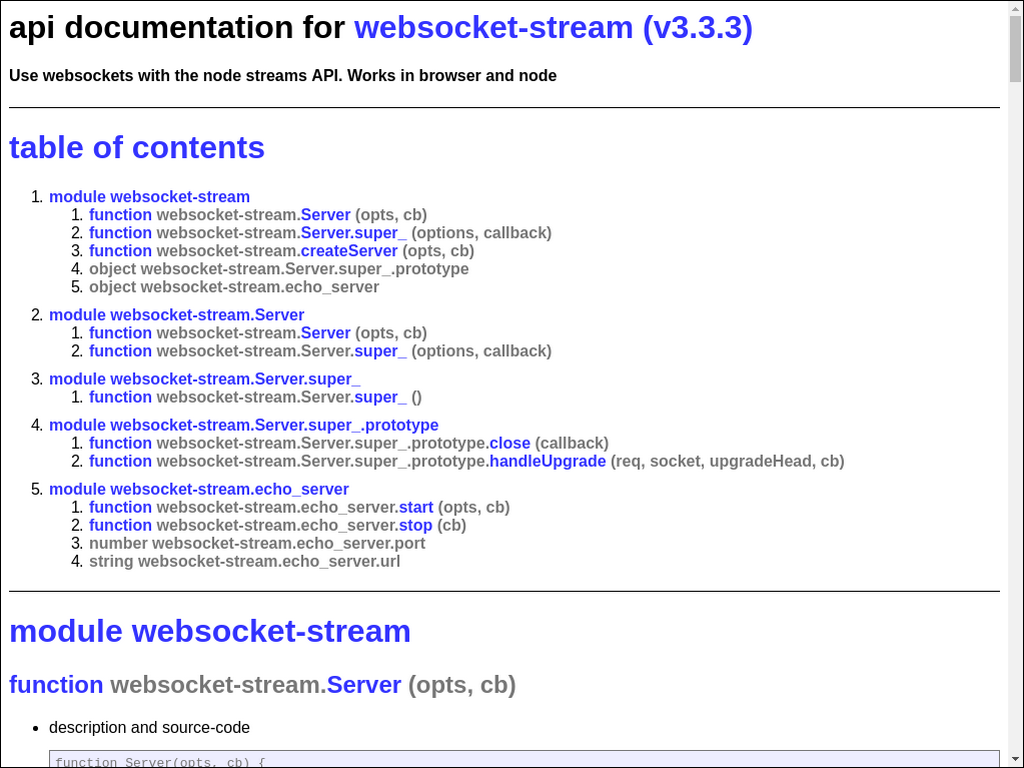 api documentation for websocket-stream (v3.3.3)
Use websockets with the node streams API. Works in browser and node
table of contents
1. module websocket-stream
1. function websocket-stream.Server (opts, cb)
2. function websocket-stream.Server.super_ (options, callback)
3. function websocket-stream.createServer (opts, cb)
4. object websocket-stream.Server.super_.prototype
5. object websocket-stream.echo_server
2. module websocket-stream.Server
1. function websocket-stream.Server (opts, cb)
2. function websocket-stream.Server.super_ (options, callback)
3. module websocket-stream.Server.super_
1. function websocket-stream.Server.super_ ()
4. module websocket-stream.Server.super_.prototype
1. function websocket-stream.Server.super_.prototype.close (callback)
2. function websocket-stream.Server.super_.prototype.handleUpgrade (req, socket, upgradeHead, cb)
5. module websocket-stream.echo_server
1. function websocket-stream.echo_server.start (opts, cb)
2. function websocket-stream.echo_server.stop (cb)
3. number websocket-stream.echo_server.port
4. string websocket-stream.echo_server.url
module websocket-stream
function websocket-stream.Server (opts, cb)
• description and source-code
function Server(opts, cb) {